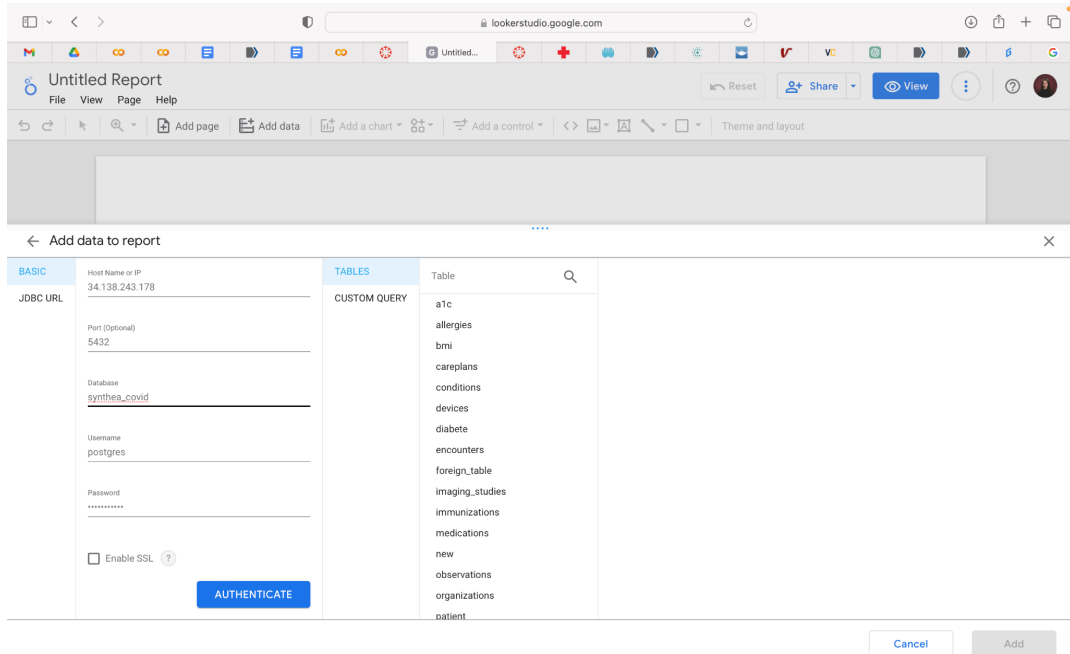 lookerstudio.google.com
Untitled...
VC
Untitled Report
File View Page Help
Reset
Share
View
Add page
Add data
Add a chart
Add a control
Theme and layout
Add data to report
BASIC
JDBC URL
Host Name or IP
34.138.243.178
Port (Optional)
5432
Database
synthea_covid
Username
postgres
Password
•••••••••••
Enable SSL ?
AUTHENTICATE
TABLES
CUSTOM QUERY
Table
a1c
allergies
bmi
careplans
conditions
devices
diabete
encounters
foreign_table
imaging_studies
immunizations
medications
new
observations
organizations
patient
Cancel
Add